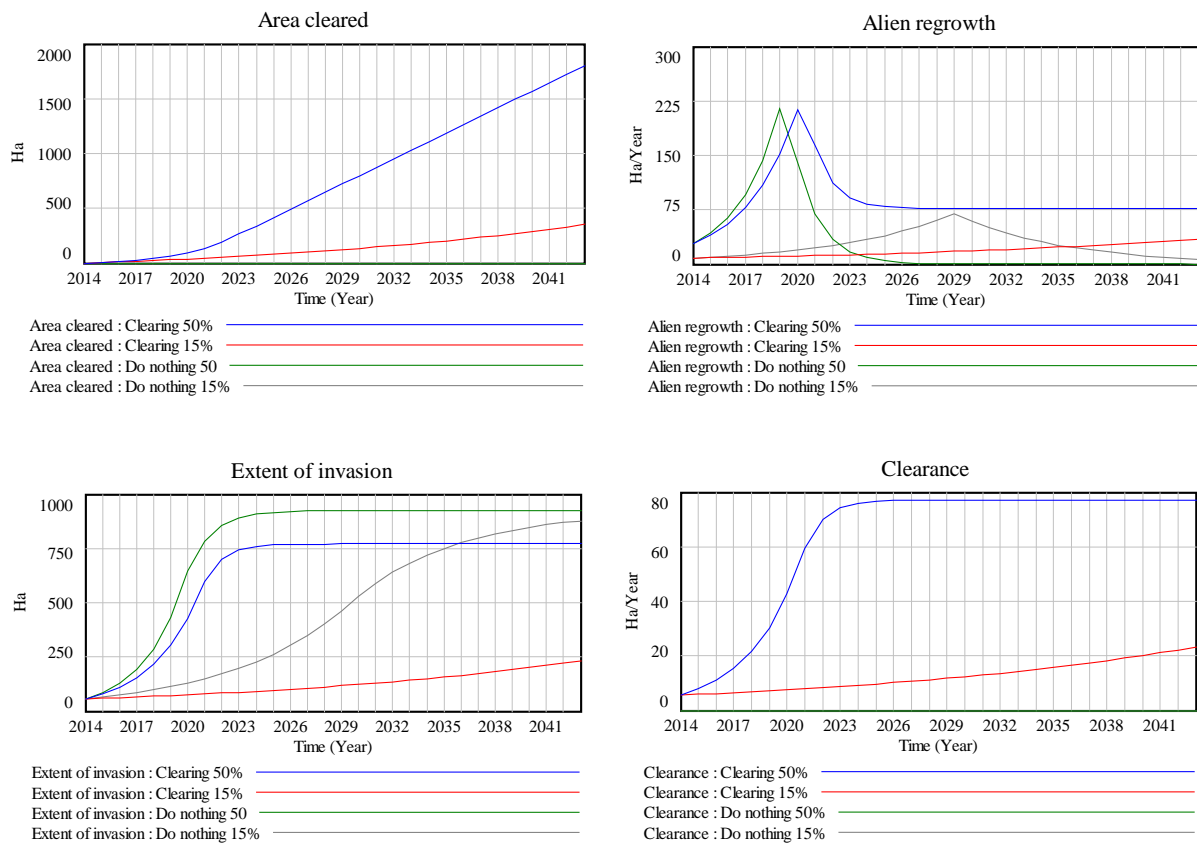 Area cleared
2000
1500
1000
500
0
Ha
2014 2017 2020 2023 2026 2029 2032 2035 2038 2041
Time (Year)
Area cleared : Clearing 50%
Area cleared : Clearing 15%
Area cleared : Do nothing 50
Area cleared : Do nothing 15%
Alien regrowth
300
225
150
75
0
Ha/Year
2014 2017 2020 2023 2026 2029 2032 2035 2038 2041
Time (Year)
Alien regrowth : Clearing 50%
Alien regrowth : Clearing 15%
Alien regrowth : Do nothing 50
Alien regrowth : Do nothing 15%
Extent of invasion
1000
750
500
250
0
Ha
2014 2017 2020 2023 2026 2029 2032 2035 2038 2041
Time (Year)
Extent of invasion : Clearing 50%
Extent of invasion : Clearing 15%
Extent of invasion : Do nothing 50
Extent of invasion : Do nothing 15%
Clearance
80
60
40
20
0
Ha/Year
2014 2017 2020 2023 2026 2029 2032 2035 2038 2041
Time (Year)
Clearance : Clearing 50%
Clearance : Clearing 15%
Clearance : Do nothing 50%
Clearance : Do nothing 15%